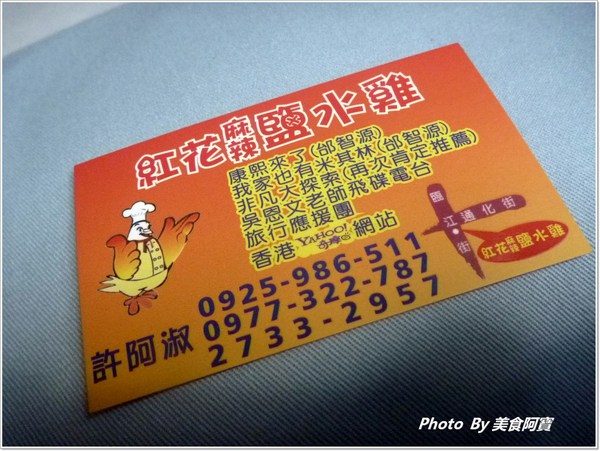 紅花麻辣鹽水雞
康熙來了(邰智源)
我家也有米其林(邰智源)
非凡大探索(再次肯定推薦)
吳恩文老師飛碟電台
旅行應援團
香港YAHOO!奇摩網站
臨江通化街
街
紅花麻辣鹽水雞
0925-986-511
0977-322-787
2733-2957
許阿淑
Photo By 美食阿寶